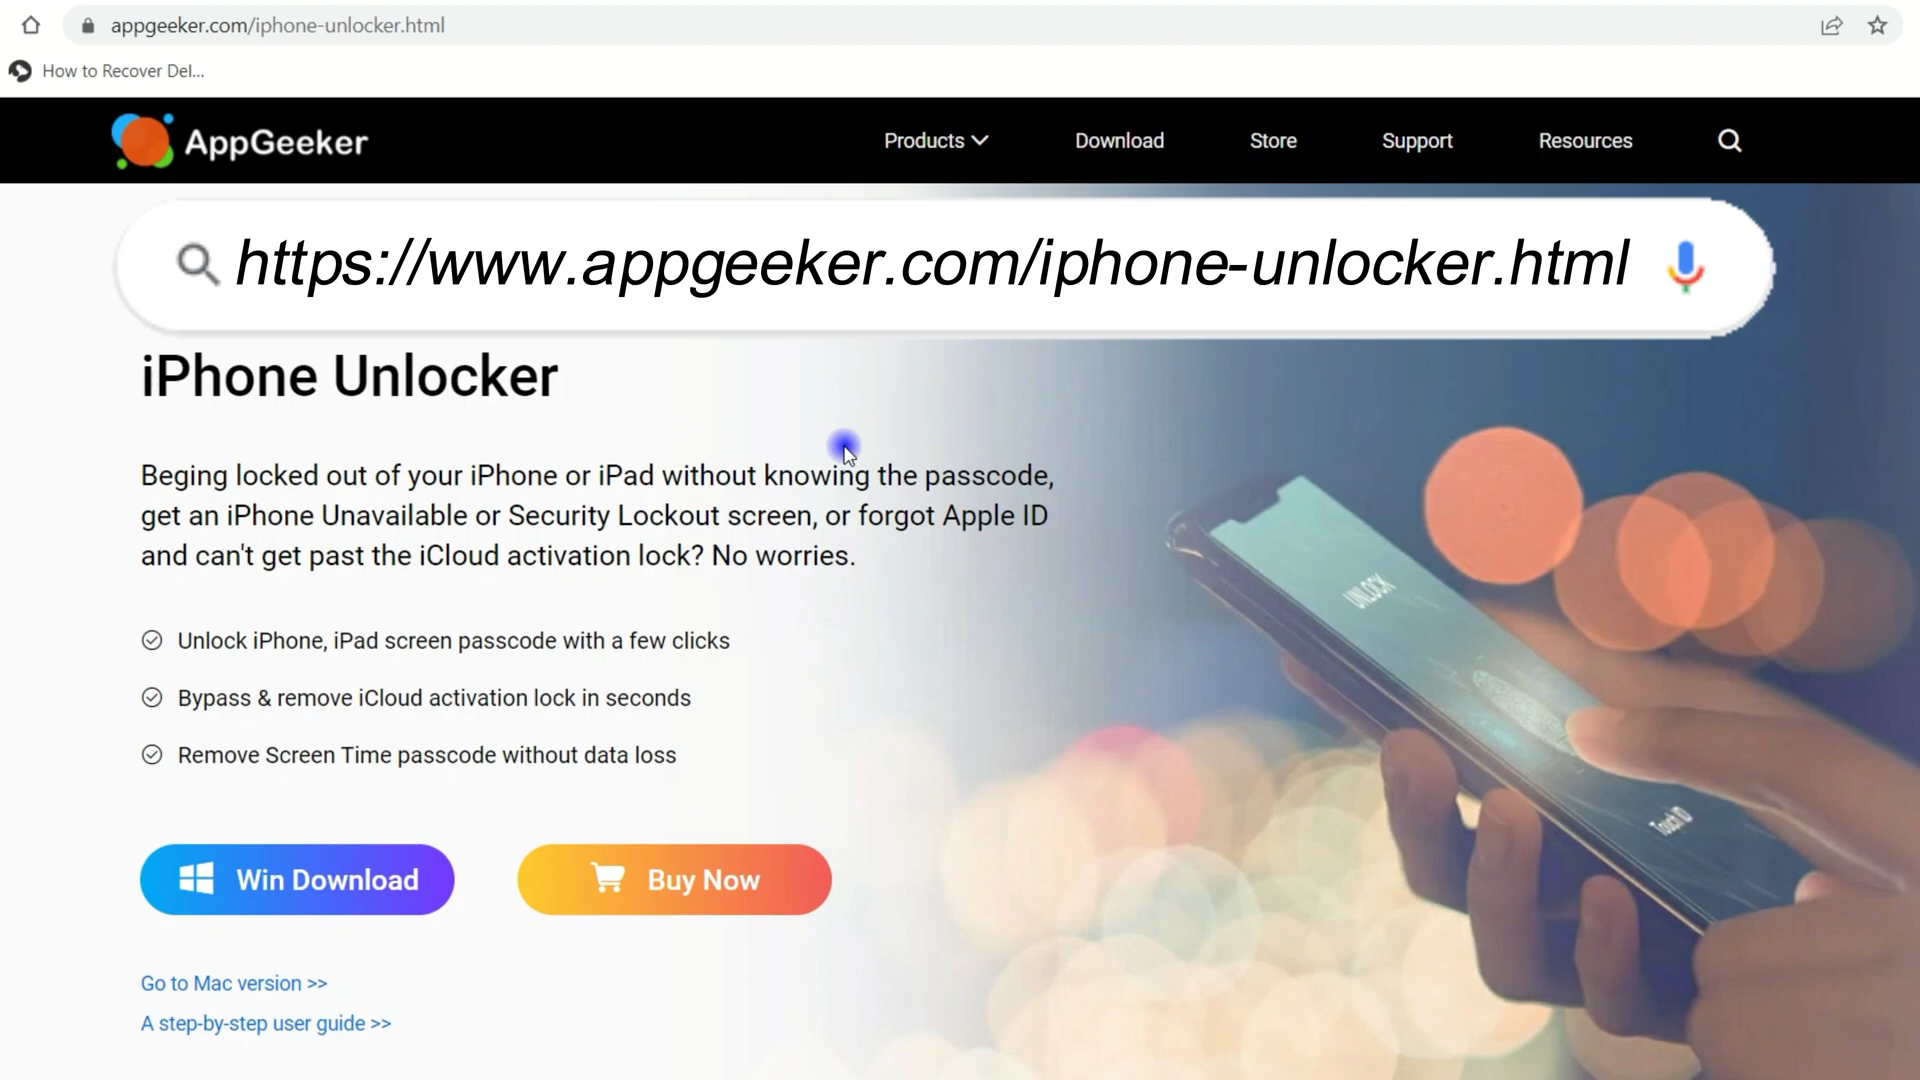 appgeeker.com/iphone-unlocker.html
How to Recover Del...
AppGeeker
Products
Download
Store
Support
Resources
https://www.appgeeker.com/iphone-unlocker.html
iPhone Unlocker
Beging locked out of your iPhone or iPad without knowing the passcode,
get an iPhone Unavailable or Security Lockout screen, or forgot Apple ID
and can't get past the iCloud activation lock? No worries.
UNLOCK
Unlock iPhone, iPad screen passcode with a few clicks
Bypass & remove iCloud activation lock in seconds
Remove Screen Time passcode without data loss
Touch ID
Win Download
Buy Now
Go to Mac version >>
A step-by-step user guide >>